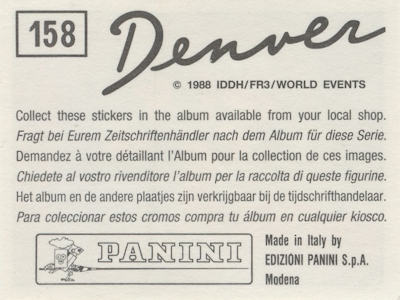 158
Denver
© 1988 IDDH/FR3/WORLD EVENTS
Collect these stickers in the album available from your local shop.
Fragt bei Eurem Zeitschriftenhändler nach dem Album für diese Serie.
Demandez à votre détaillant l'Album pour la collection de ces images.
Chiedete al vostro rivenditore l'album per la raccolta di queste figurine.
Het album en de andere plaatjes zijn verkrijgbaar bij de tijdschrifthandelaar.
Para coleccionar estos cromos compra tu álbum en cualquier kiosco.
PANINI
Made in Italy by
EDIZIONI PANINI S.p.A.
Modena